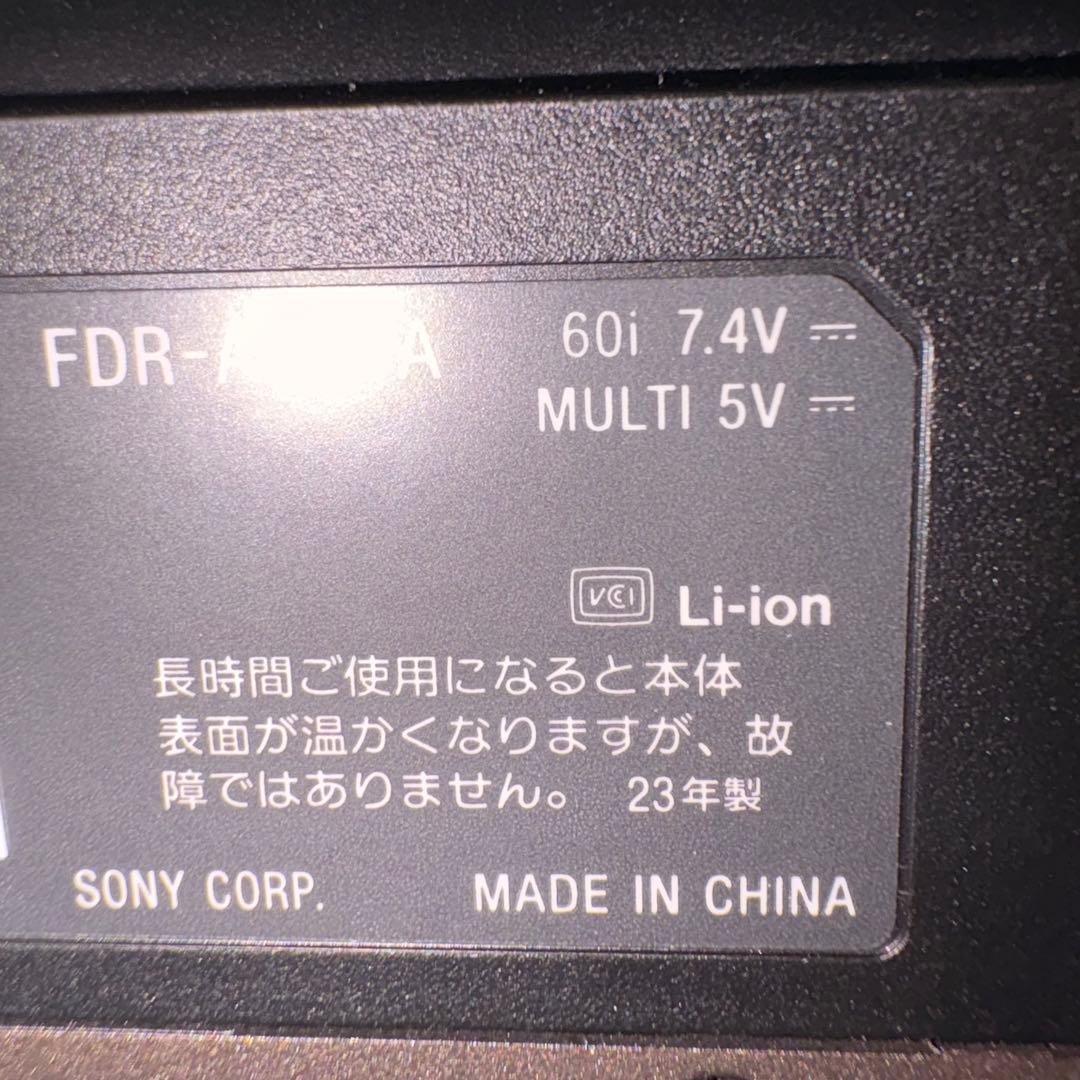 60i 7.4V
MULTI 5V
VCCI Li-ion
長時間ご使用になると本体
表面が温かくなりますが、故
障ではありません。 23年製
SONY CORP. MADE IN CHINA